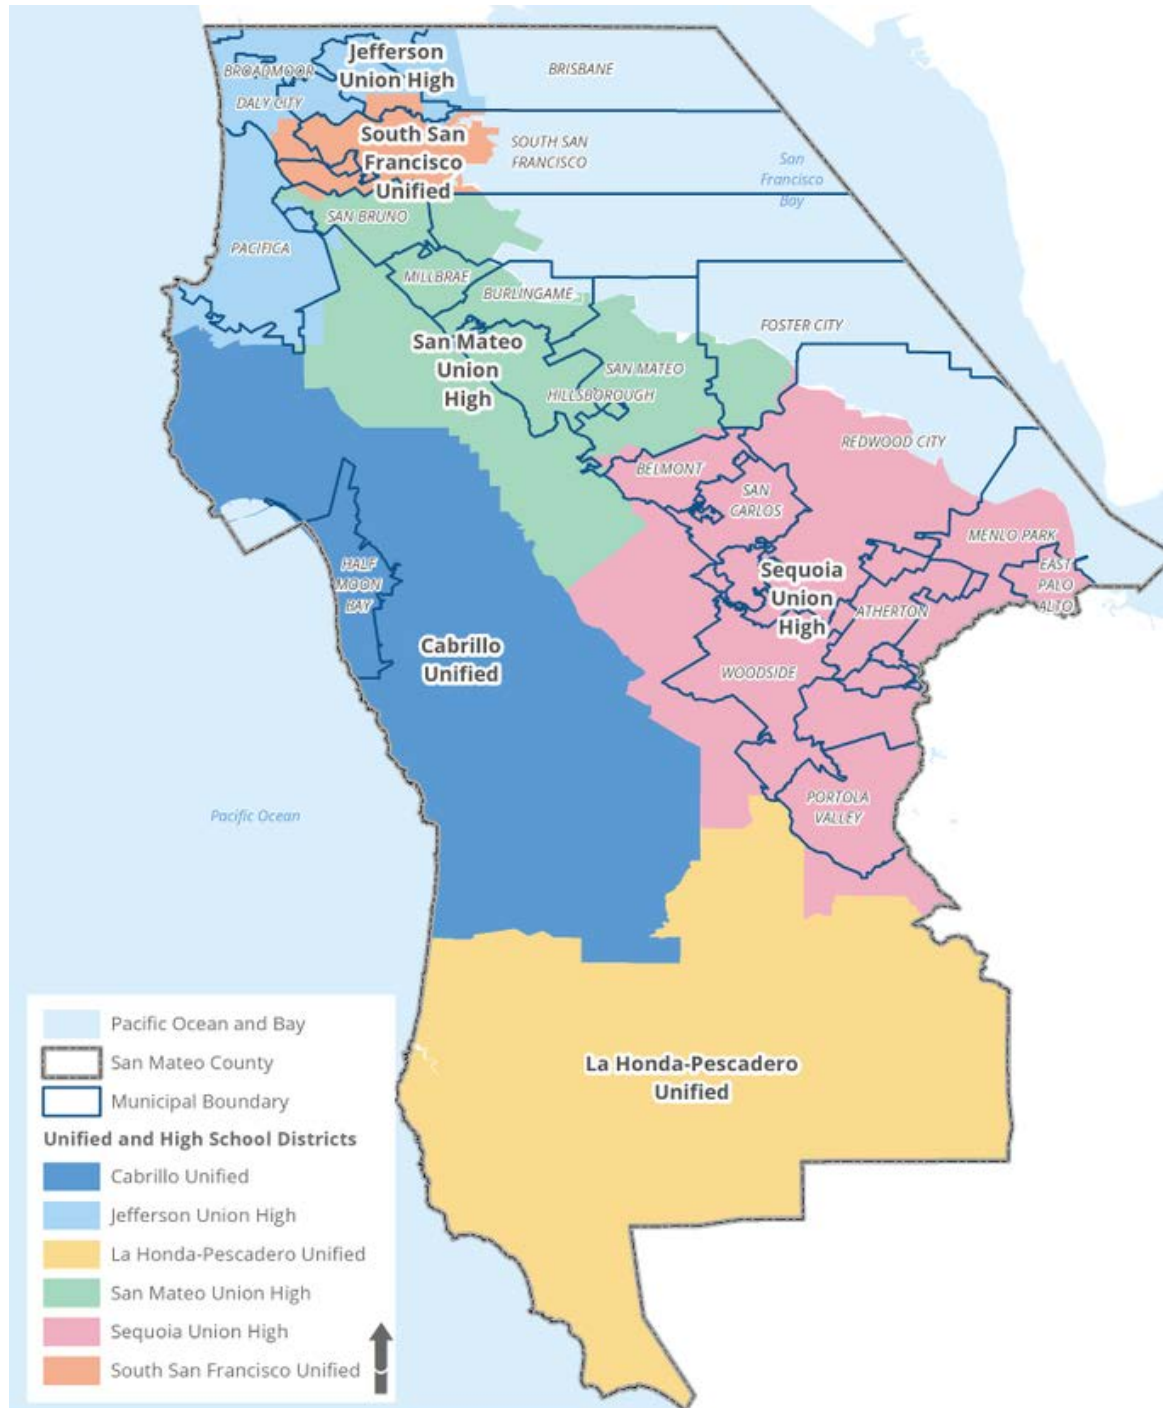 Jefferson
Union High
BROADMOOR
BRISBANE
DALY CITY
South San
Francisco
Unified
SOUTH SAN
FRANCISCO
San
Francisco
Bay
SAN BRUNO
PACIFICA
MILLBRAE
BURLINGAME
FOSTER CITY
San Mateo
Union
High
SAN MATEO
HILLSBOROUGH
REDWOOD CITY
BELMONT
SAN
CARLOS
MENLO PARK
EAST
PALO
ALTO
HALF
MOON
BAY
Sequoia
Union
High
ATHERTON
Cabrillo
Unified
WOODSIDE
PORTOLA
VALLEY
Pacific Ocean
La Honda-Pescadero
Unified
Pacific Ocean and Bay
San Mateo County
Municipal Boundary
Unified and High School Districts
Cabrillo Unified
Jefferson Union High
La Honda-Pescadero Unified
San Mateo Union High
Sequoia Union High
South San Francisco Unified